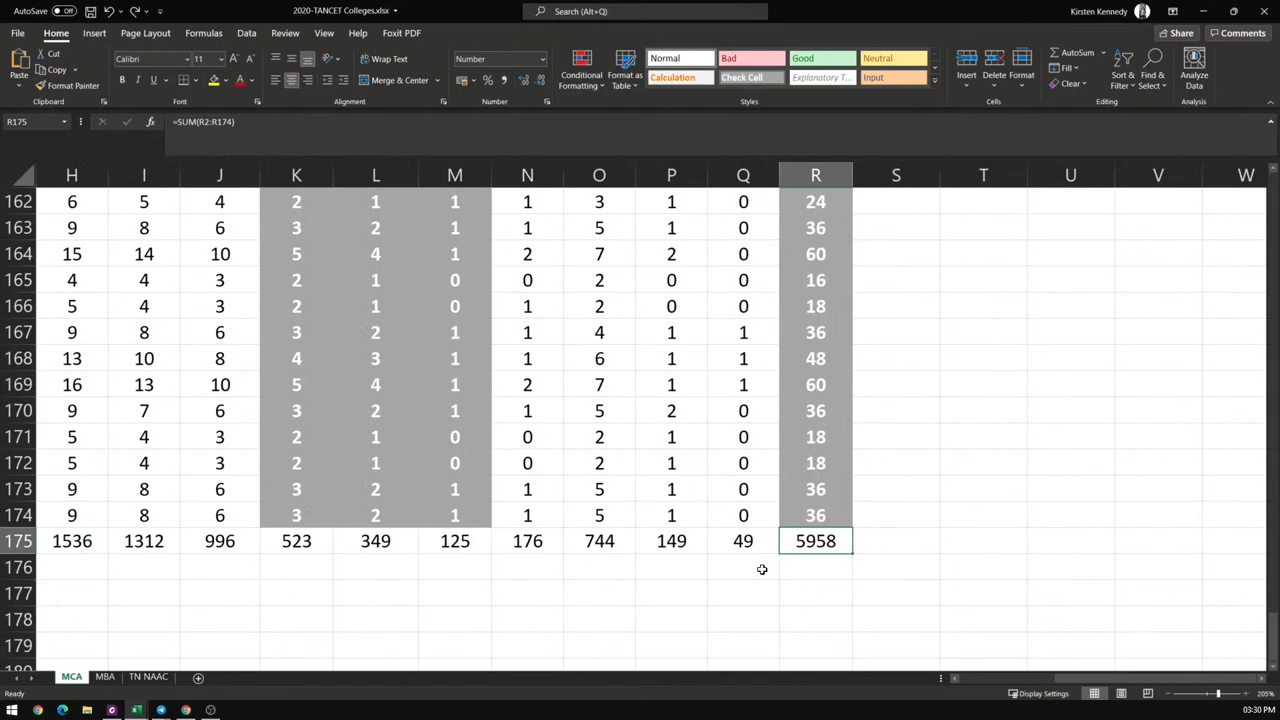 AutoSave Off 2020-TANCET Colleges.xlsx Search (Alt+Q) Kirsten Kennedy
File Home Insert Page Layout Formulas Data Review View Help Foxit PDF Share Comments
Paste Cut Copy Format Painter Clipboard
Calibri 11 B I U A Font
Wrap Text Merge & Center Alignment
Number % , Number
Conditional Formatting Format as Table Normal Bad Good Neutral Calculation Check Cell Explanatory T... Input Styles
Insert Delete Format Cells
AutoSum Fill Clear Sort & Filter Find & Select Editing
Analyze Data Analysis
R175 fx =SUM(R2:R174)
H I J K L M N O P Q R S T U V W
162 6 5 4 2 1 1 1 3 1 0 24
163 9 8 6 3 2 1 1 5 1 0 36
164 15 14 10 5 4 1 2 7 2 0 60
165 4 4 3 2 1 0 0 2 0 0 16
166 5 4 3 2 1 0 1 2 0 0 18
167 9 8 6 3 2 1 1 4 1 1 36
168 13 10 8 4 3 1 1 6 1 1 48
169 16 13 10 5 4 1 2 7 1 1 60
170 9 7 6 3 2 1 1 5 2 0 36
171 5 4 3 2 1 0 0 2 1 0 18
172 5 4 3 2 1 0 0 2 1 0 18
173 9 8 6 3 2 1 1 5 1 0 36
174 9 8 6 3 2 1 1 5 1 0 36
175 1536 1312 996 523 349 125 176 744 149 49 5958
176
177
178
179
180
MCA MBA TN NAAC
Ready Display Settings 205%
03:30 PM